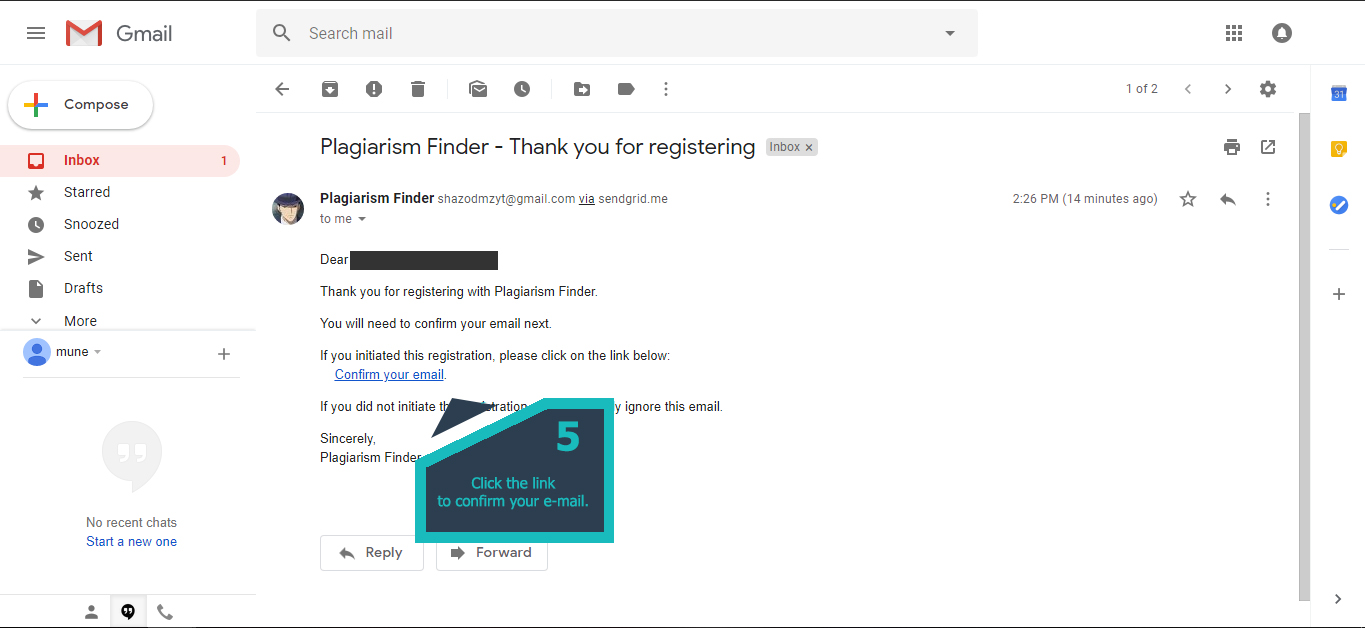 Gmail
Search mail
Compose
1 of 2
31
Inbox 1
Starred
Snoozed
Sent
Drafts
More
mune
No recent chats
Start a new one
Plagiarism Finder - Thank you for registering Inbox x
Plagiarism Finder shazodmzyt@gmail.com via sendgrid.me 2:26 PM (14 minutes ago)
to me
Dear
Thank you for registering with Plagiarism Finder.
You will need to confirm your email next.
If you initiated this registration, please click on the link below:
Confirm your email.
If you did not initiate ignore this email.
Sincerely,
Plagiarism Finder
5
Click the link
to confirm your e-mail.
Reply Forward